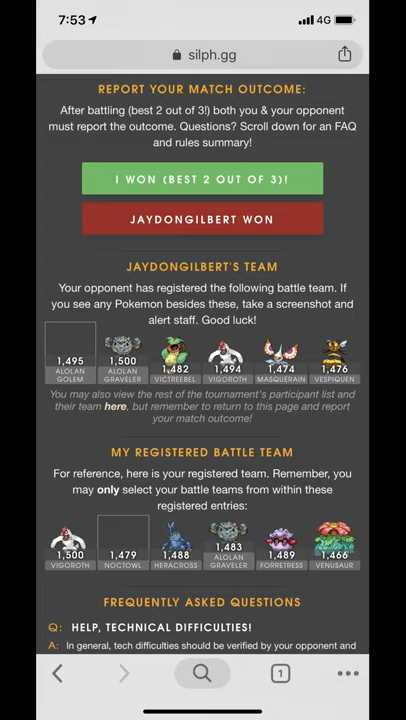 7:53
4G
silph.gg
REPORT YOUR MATCH OUTCOME:
After battling (best 2 out of 3!) both you & your opponent
must report the outcome. Questions? Scroll down for an FAQ
and rules summary!
I WON (BEST 2 OUT OF 3)!
JAYDONGILBERT WON
JAYDONGILBERT'S TEAM
Your opponent has registered the following battle team. If
you see any Pokemon besides these, take a screenshot and
alert staff. Good luck!
1,495 1,500 1,482 1,494 1,474 1,476
ALOLAN GOLEM ALOLAN GRAVELER VICTREEBEL VIGOROTH MASQUERAIN VESPIQUEN
You may also view the rest of the tournament's participant list and
their team here, but remember to return to this page and report
your match outcome!
MY REGISTERED BATTLE TEAM
For reference, here is your registered team. Remember, you
may only select your battle teams from within these
registered entries:
1,500 1,479 1,488 1,483 1,489 1,466
VIGOROTH NOCTOWL HERACROSS ALOLAN GRAVELER FORRETRESS VENUSAUR
FREQUENTLY ASKED QUESTIONS
Q: HELP, TECHNICAL DIFFICULTIES!
A: In general, tech difficulties should be verified by your opponent and
1